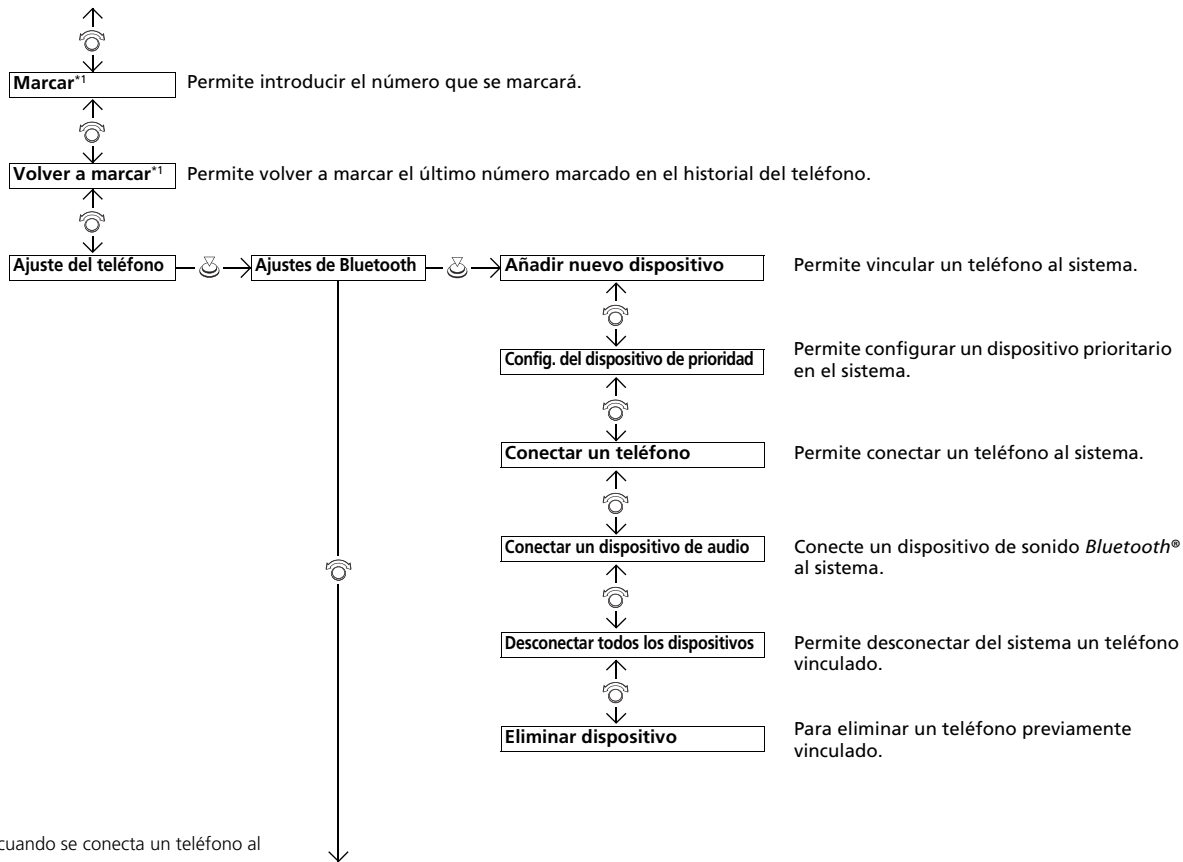 Marcar*1 Permite introducir el número que se marcará.
Volver a marcar*1 Permite volver a marcar el último número marcado en el historial del teléfono.
Ajuste del teléfono Ajustes de Bluetooth Añadir nuevo dispositivo Permite vincular un teléfono al sistema.
Config. del dispositivo de prioridad Permite configurar un dispositivo prioritario
en el sistema.
Conectar un teléfono Permite conectar un teléfono al sistema.
Conectar un dispositivo de audio Conecte un dispositivo de sonido Bluetooth®
al sistema.
Desconectar todos los dispositivos Permite desconectar del sistema un teléfono
vinculado.
Eliminar dispositivo Para eliminar un teléfono previamente
vinculado.
cuando se conecta un teléfono al